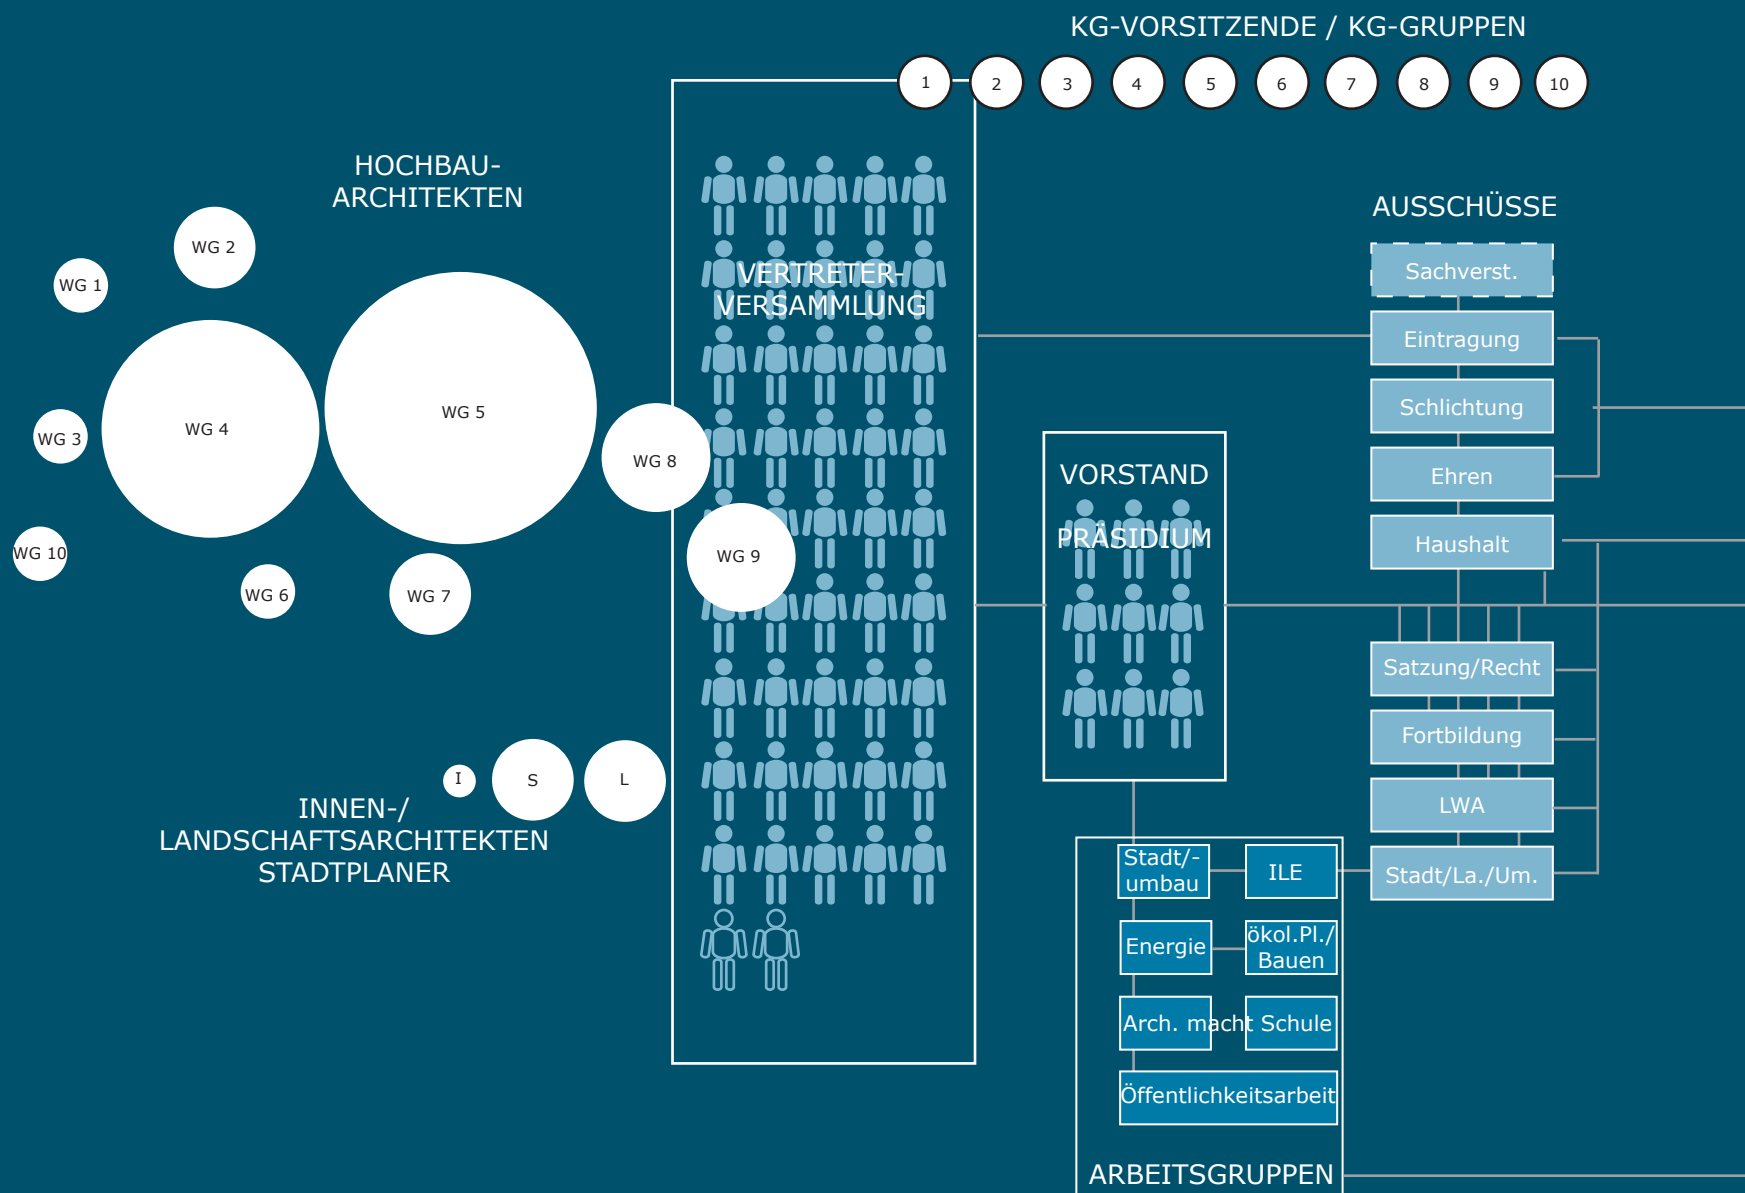 KG-VORSITZENDE / KG-GRUPPEN
1
2
3
4
5
6
7
8
9
10
HOCHBAU-
ARCHITEKTEN
WG 1
WG 2
WG 3
WG 4
WG 5
WG 8
WG 9
WG 10
WG 6
WG 7
I
S
L
INNEN-/
LANDSCHAFTSARCHITEKTEN
STADTPLANER
VERTRETER-
VERSAMMLUNG
VORSTAND
PRÄSIDIUM
AUSSCHÜSSE
Sachverst.
Eintragung
Schlichtung
Ehren
Haushalt
Satzung/Recht
Fortbildung
LWA
Stadt/La./Um.
Stadt/-
umbau
ILE
Energie
ökol.Pl./
Bauen
Arch. macht Schule
Öffentlichkeitsarbeit
ARBEITSGRUPPEN